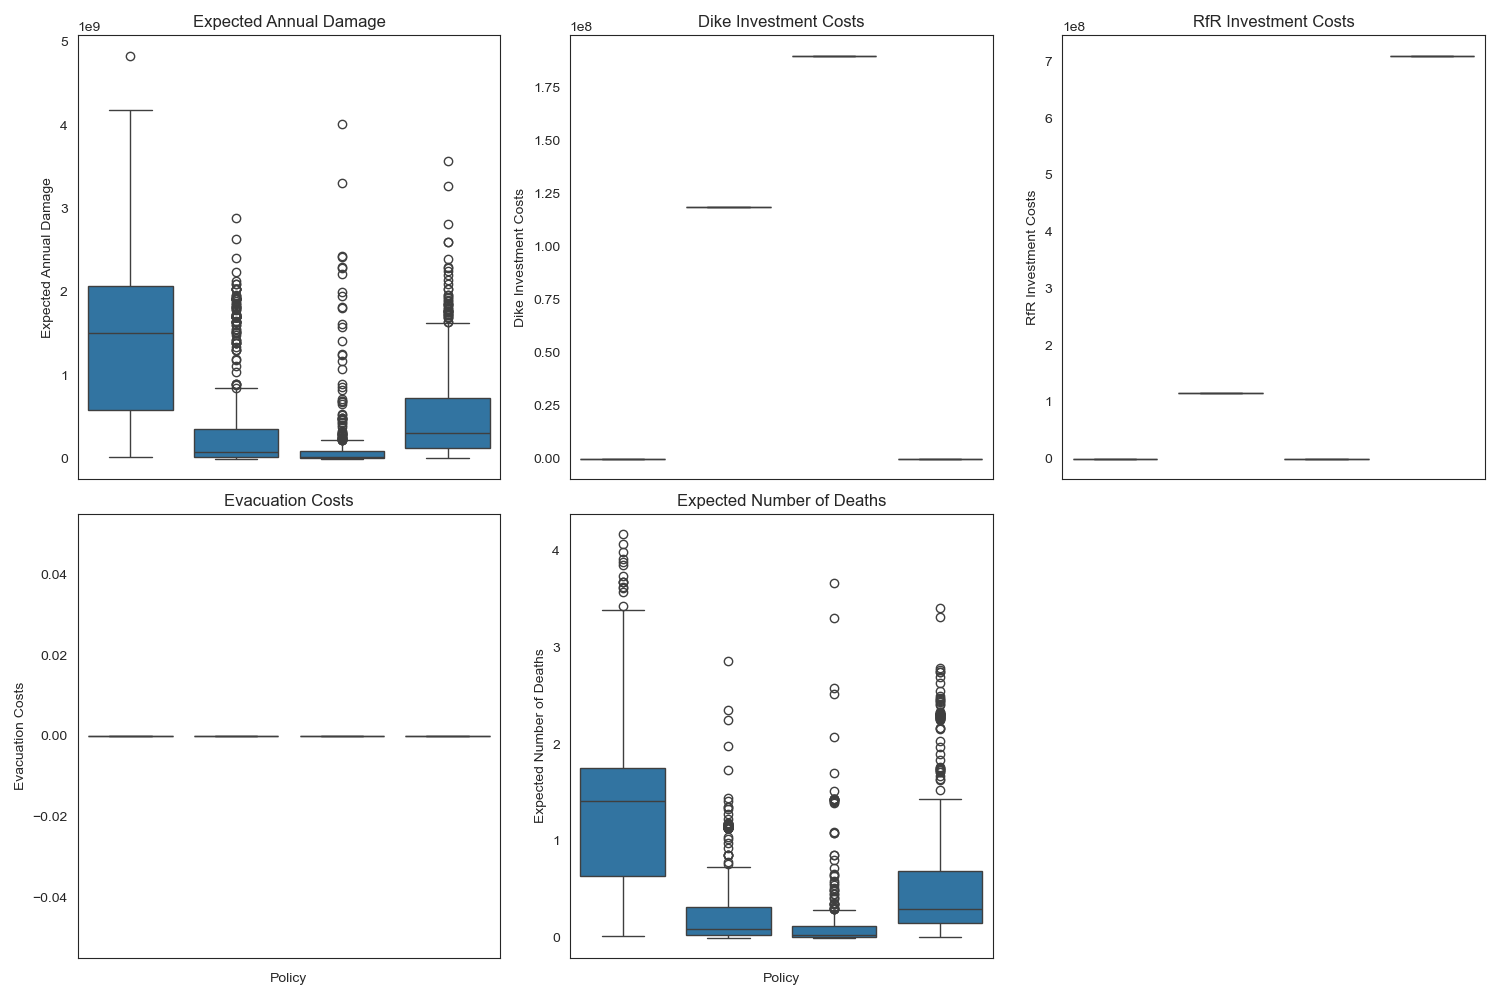 Expected Annual Damage
1e9
5
4
3
2
1
0
Expected Annual Damage
Dike Investment Costs
1e8
1.75
1.50
1.25
1.00
0.75
0.50
0.25
0.00
Dike Investment Costs
RfR Investment Costs
1e8
7
6
5
4
3
2
1
0
RfR Investment Costs
Evacuation Costs
0.04
0.02
0.00
−0.02
−0.04
Evacuation Costs
Policy
Expected Number of Deaths
4
3
2
1
0
Expected Number of Deaths
Policy